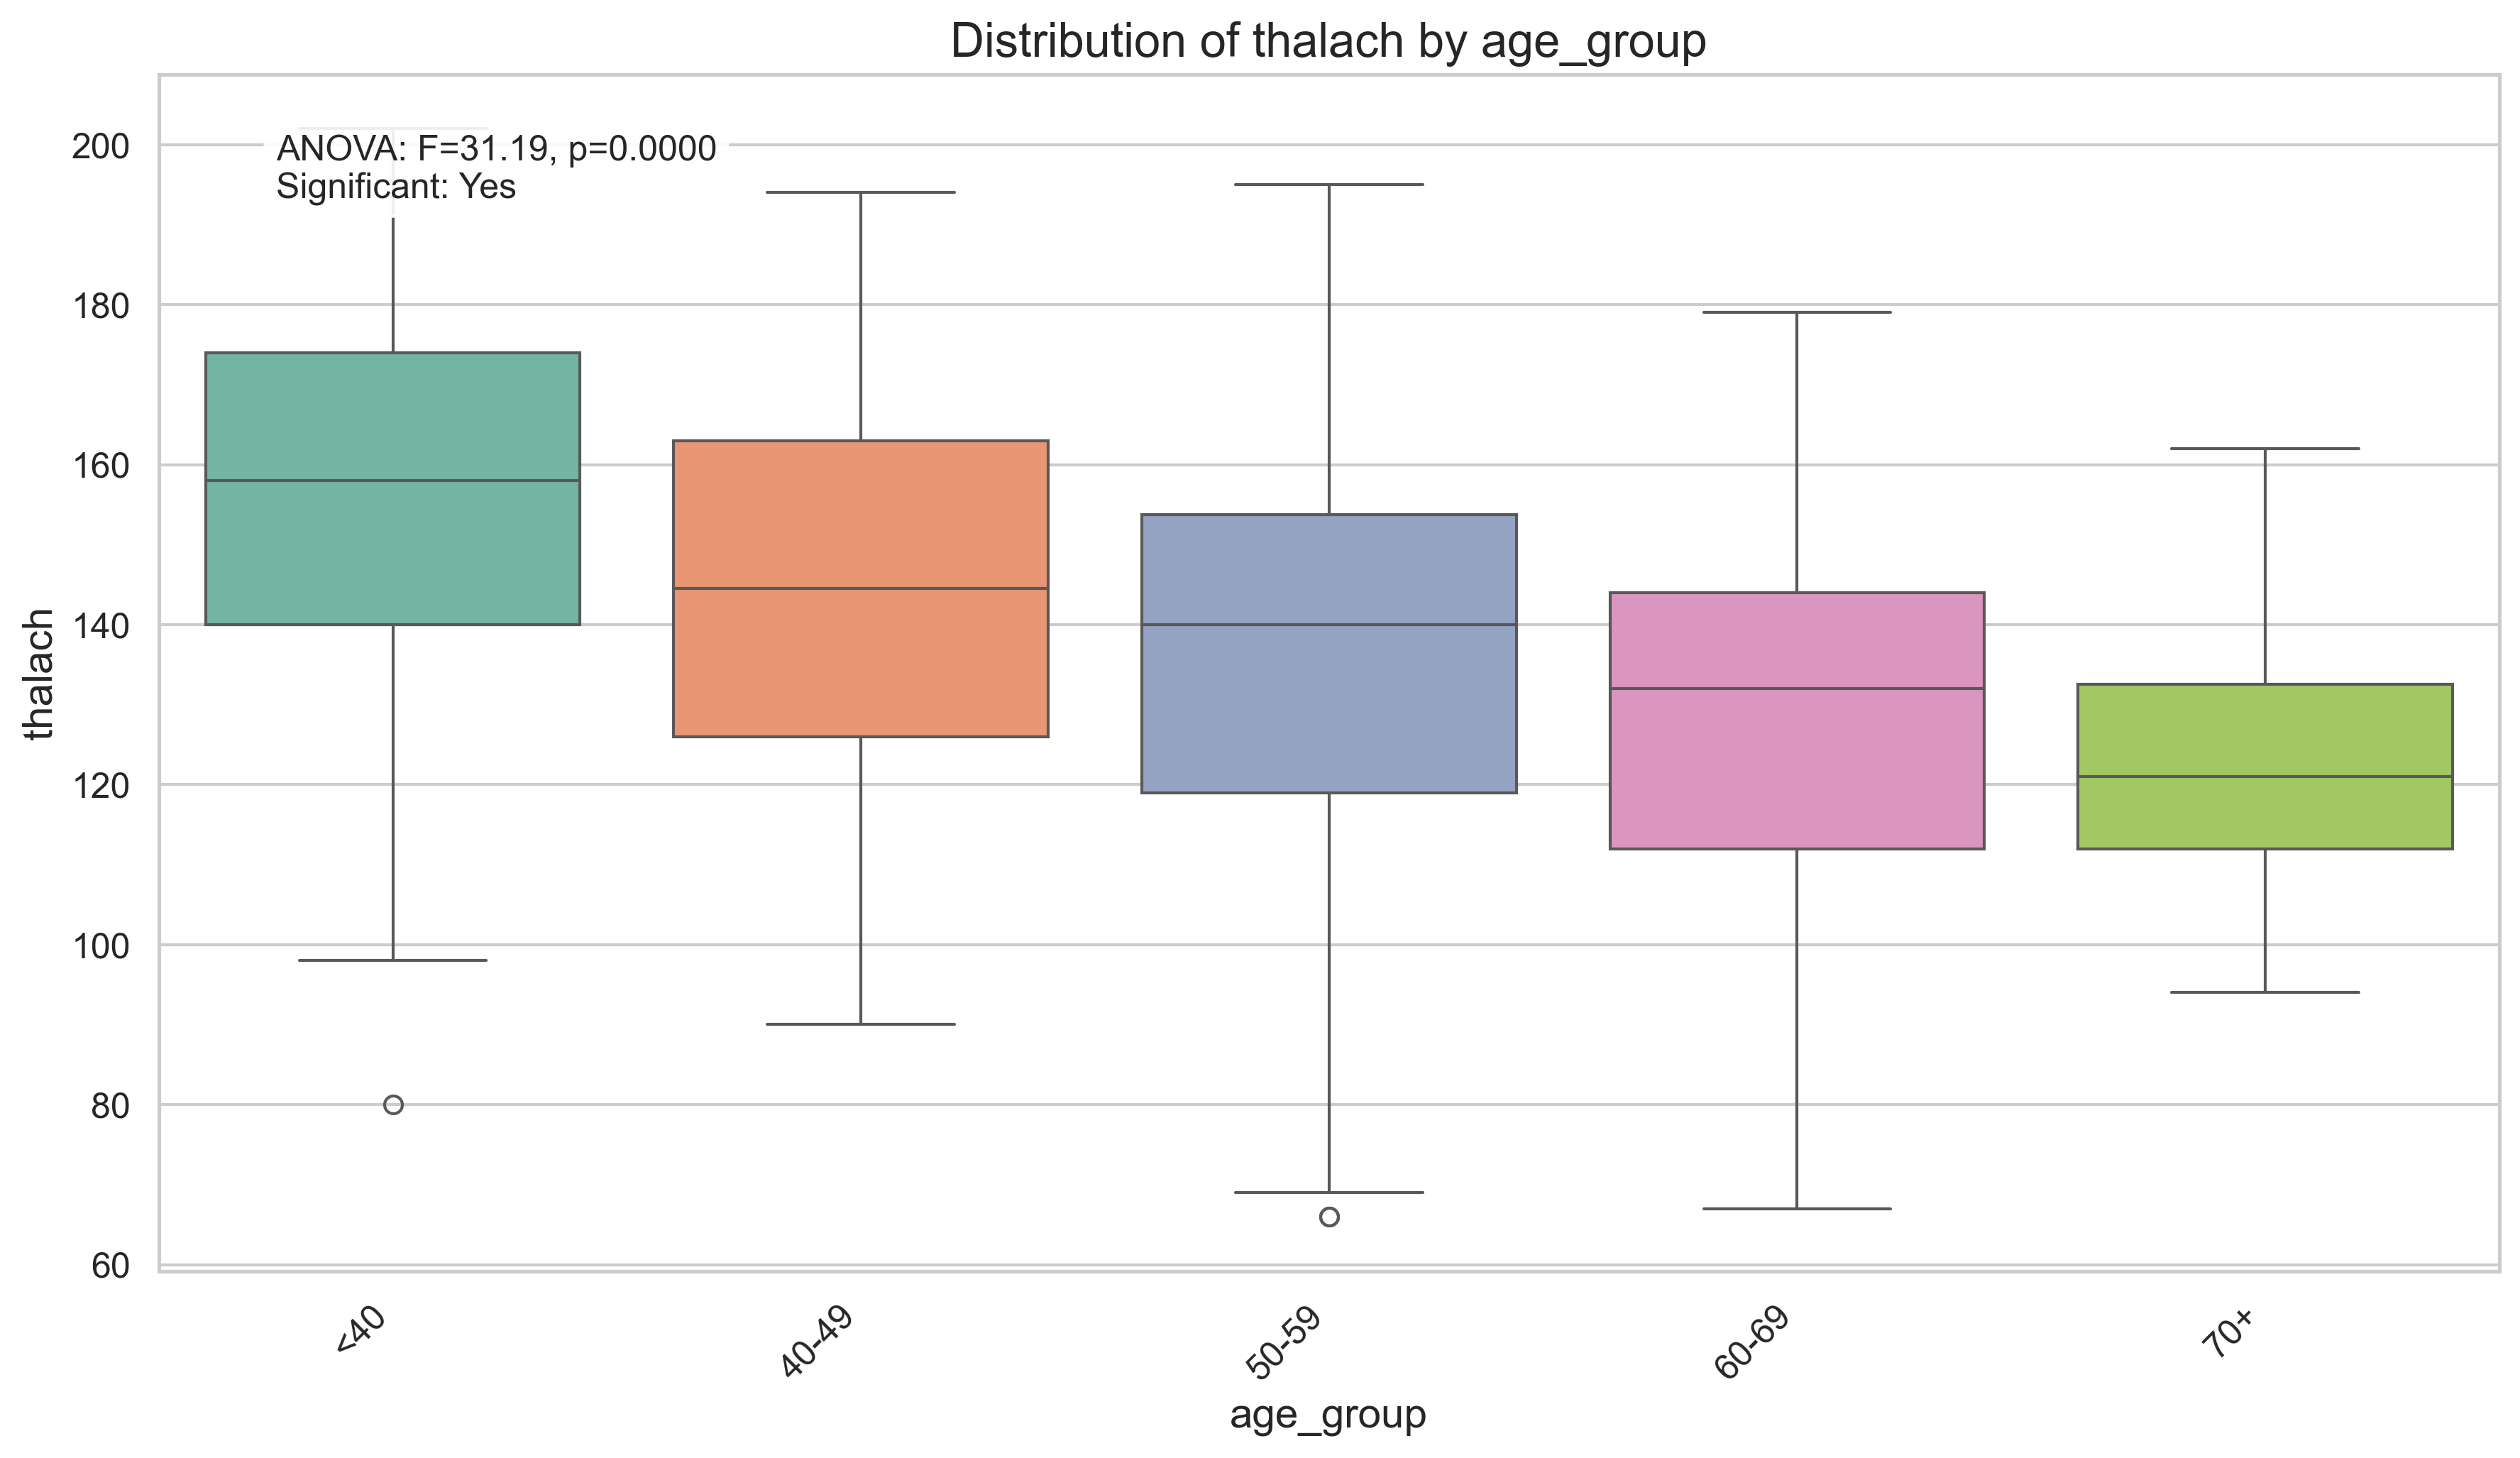 Distribution of thalach by age_group
ANOVA: F=31.19, p=0.0000
Significant: Yes
thalach
200
180
160
140
120
100
80
60
<40
40-49
50-59
60-69
70+
age_group